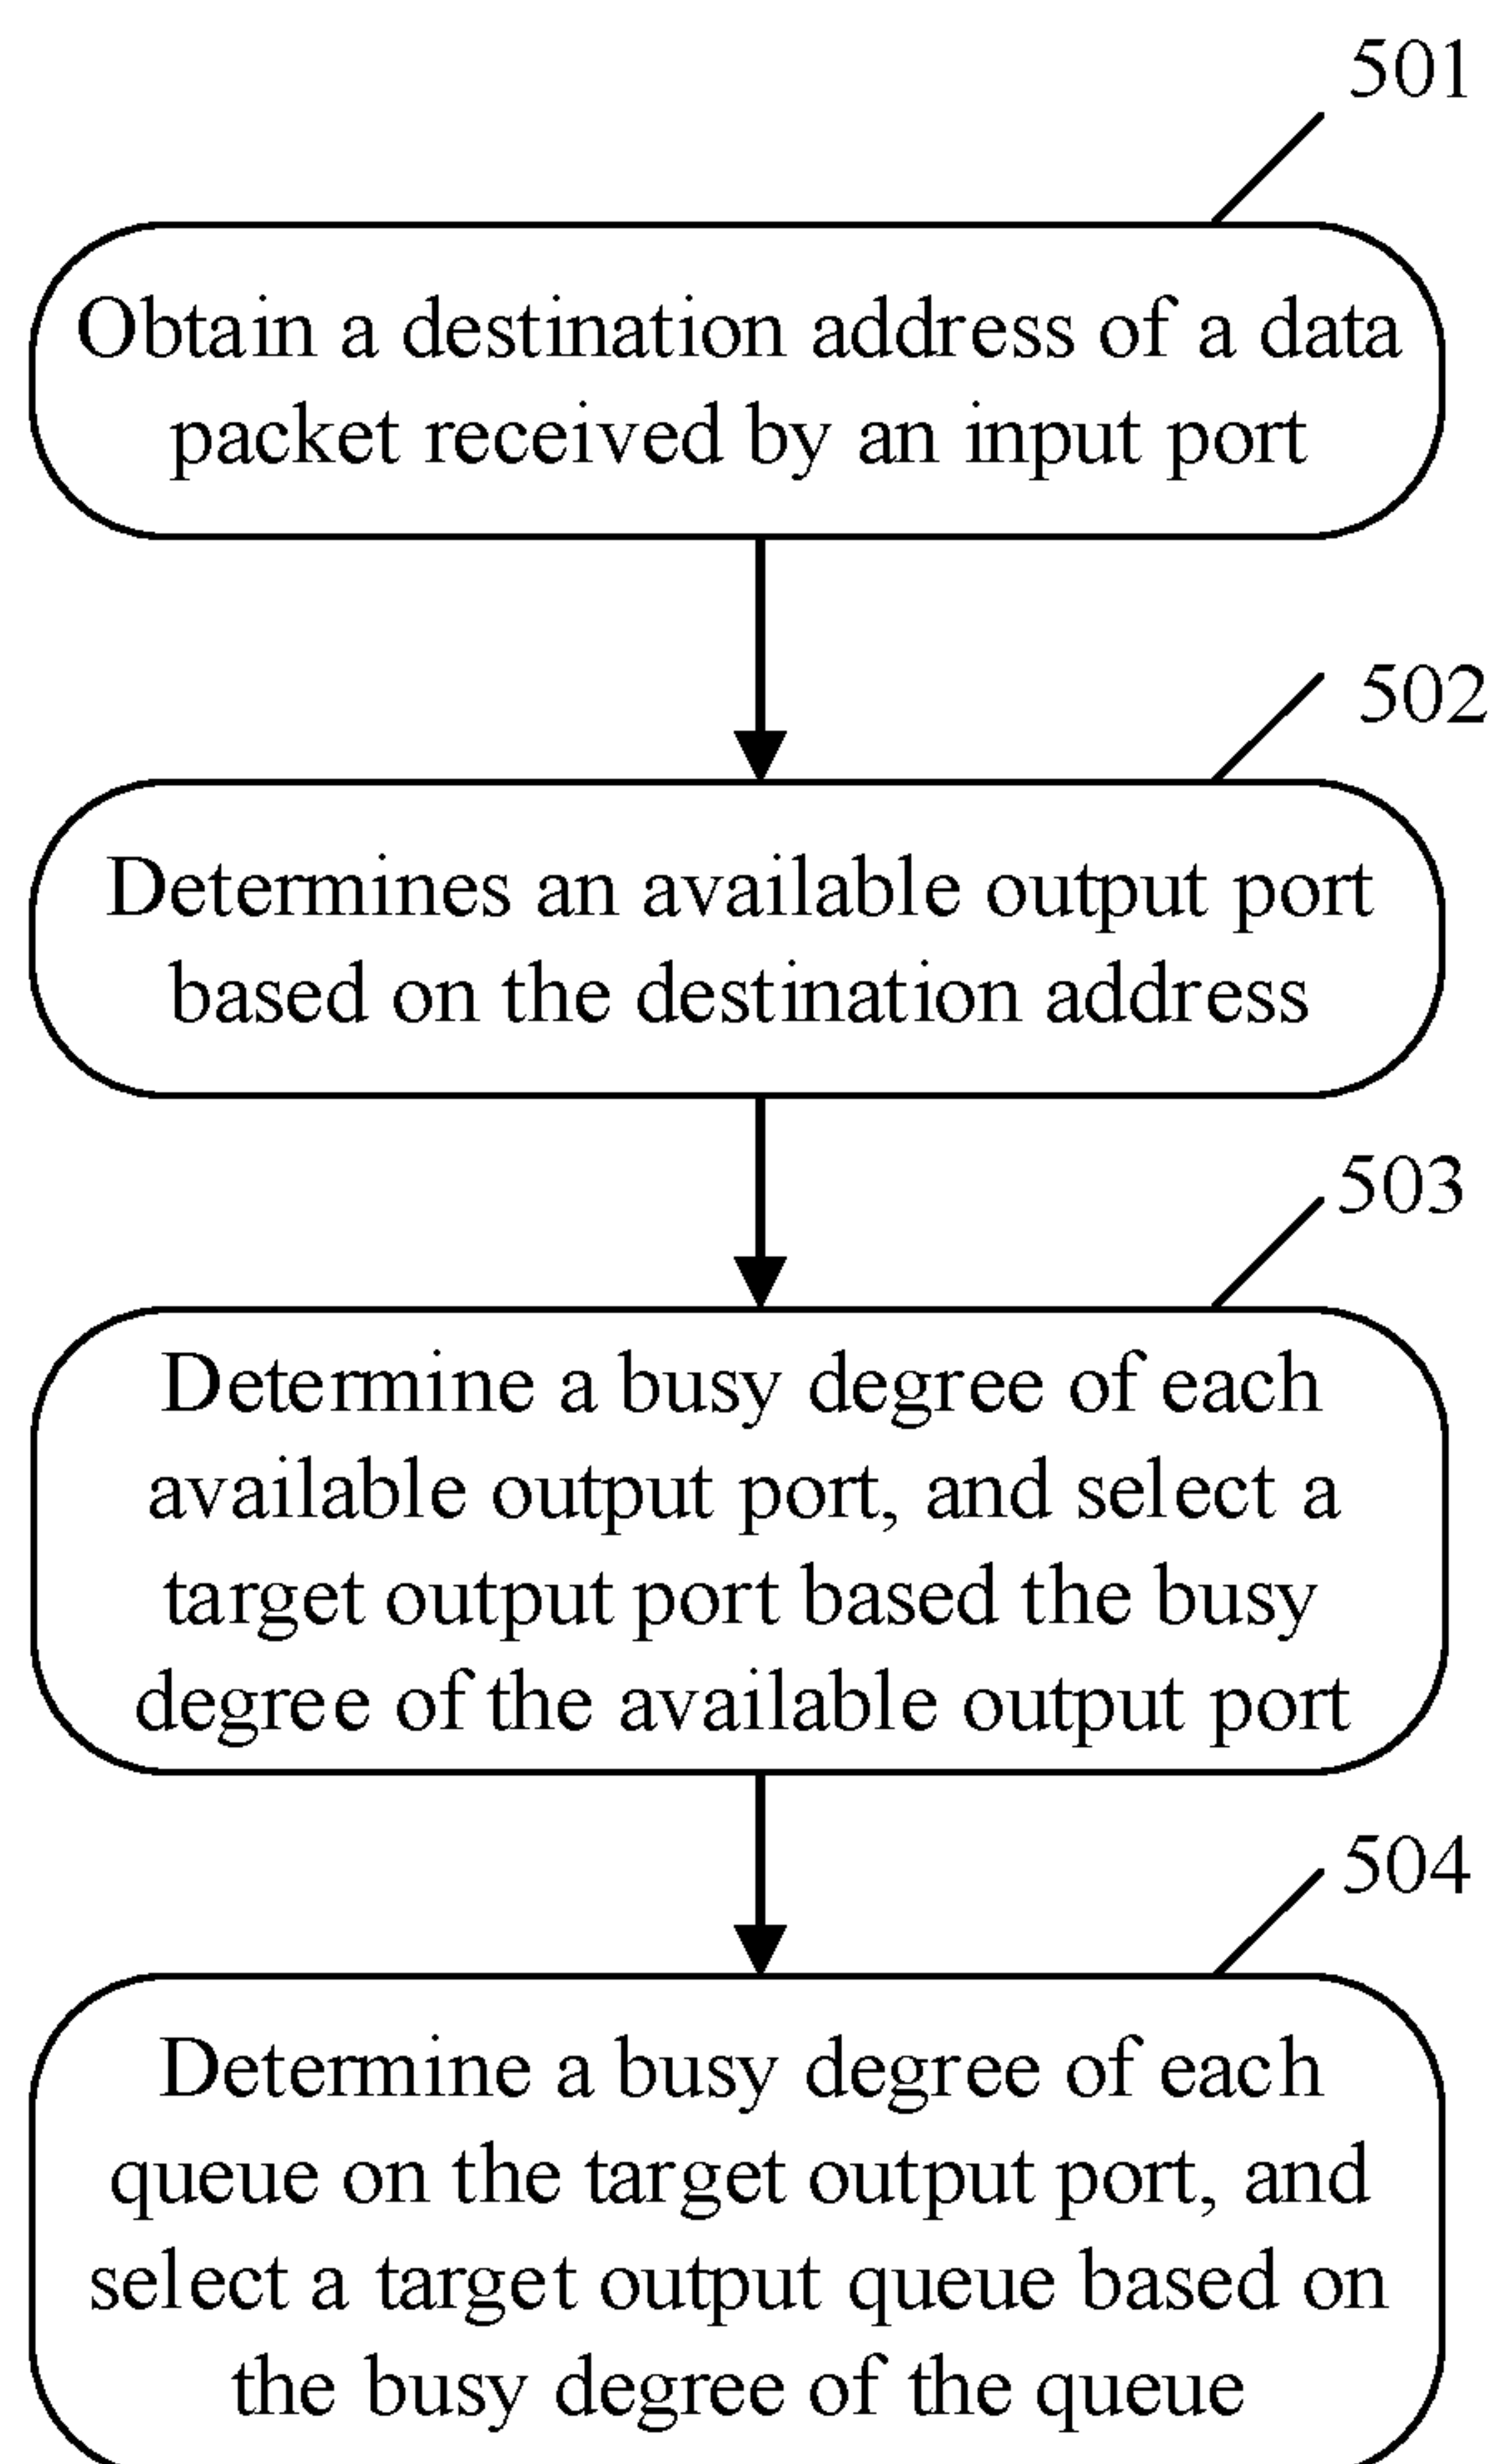 501
Obtain a destination address of a data
packet received by an input port
502
Determines an available output port
based on the destination address
503
Determine a busy degree of each
available output port, and select a
target output port based the busy
degree of the available output port
504
Determine a busy degree of each
queue on the target output port, and
select a target output queue based on
the busy degree of the queue